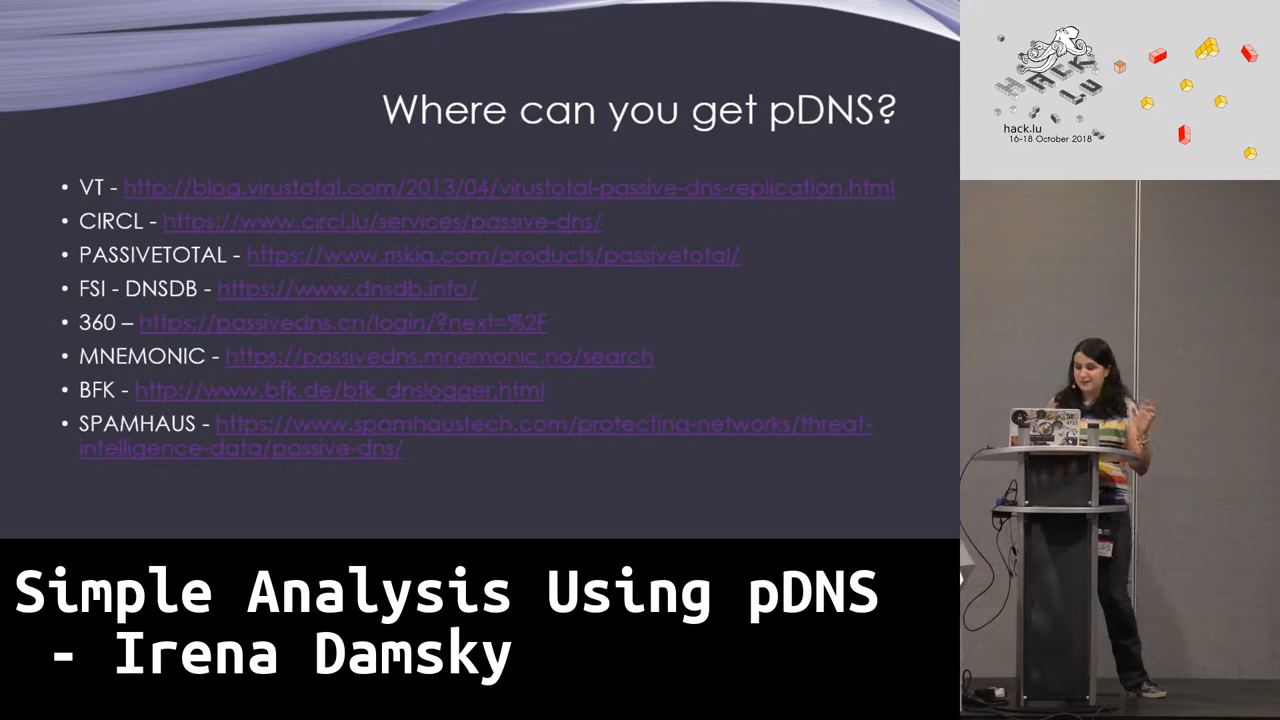 Where can you get pDNS?
• VT - http://blog.virustotal.com/2013/04/virustotal-passive-dns-replication.html
• CIRCL - https://www.circl.lu/services/passive-dns/
• PASSIVETOTAL - https://www.riskiq.com/products/passivetotal/
• FSI - DNSDB - https://www.dnsdb.info/
• 360 – https://passivedns.cn/login/?next=%2F
• MNEMONIC - https://passivedns.mnemonic.no/search
• BFK - http://www.bfk.de/bfk_dnslogger.html
• SPAMHAUS - https://www.spamhaustech.com/protecting-networks/threat-
intelligence-data/passive-dns/
HACK
LU
hack.lu
16-18 October 2018
Simple Analysis Using pDNS
- Irena Damsky